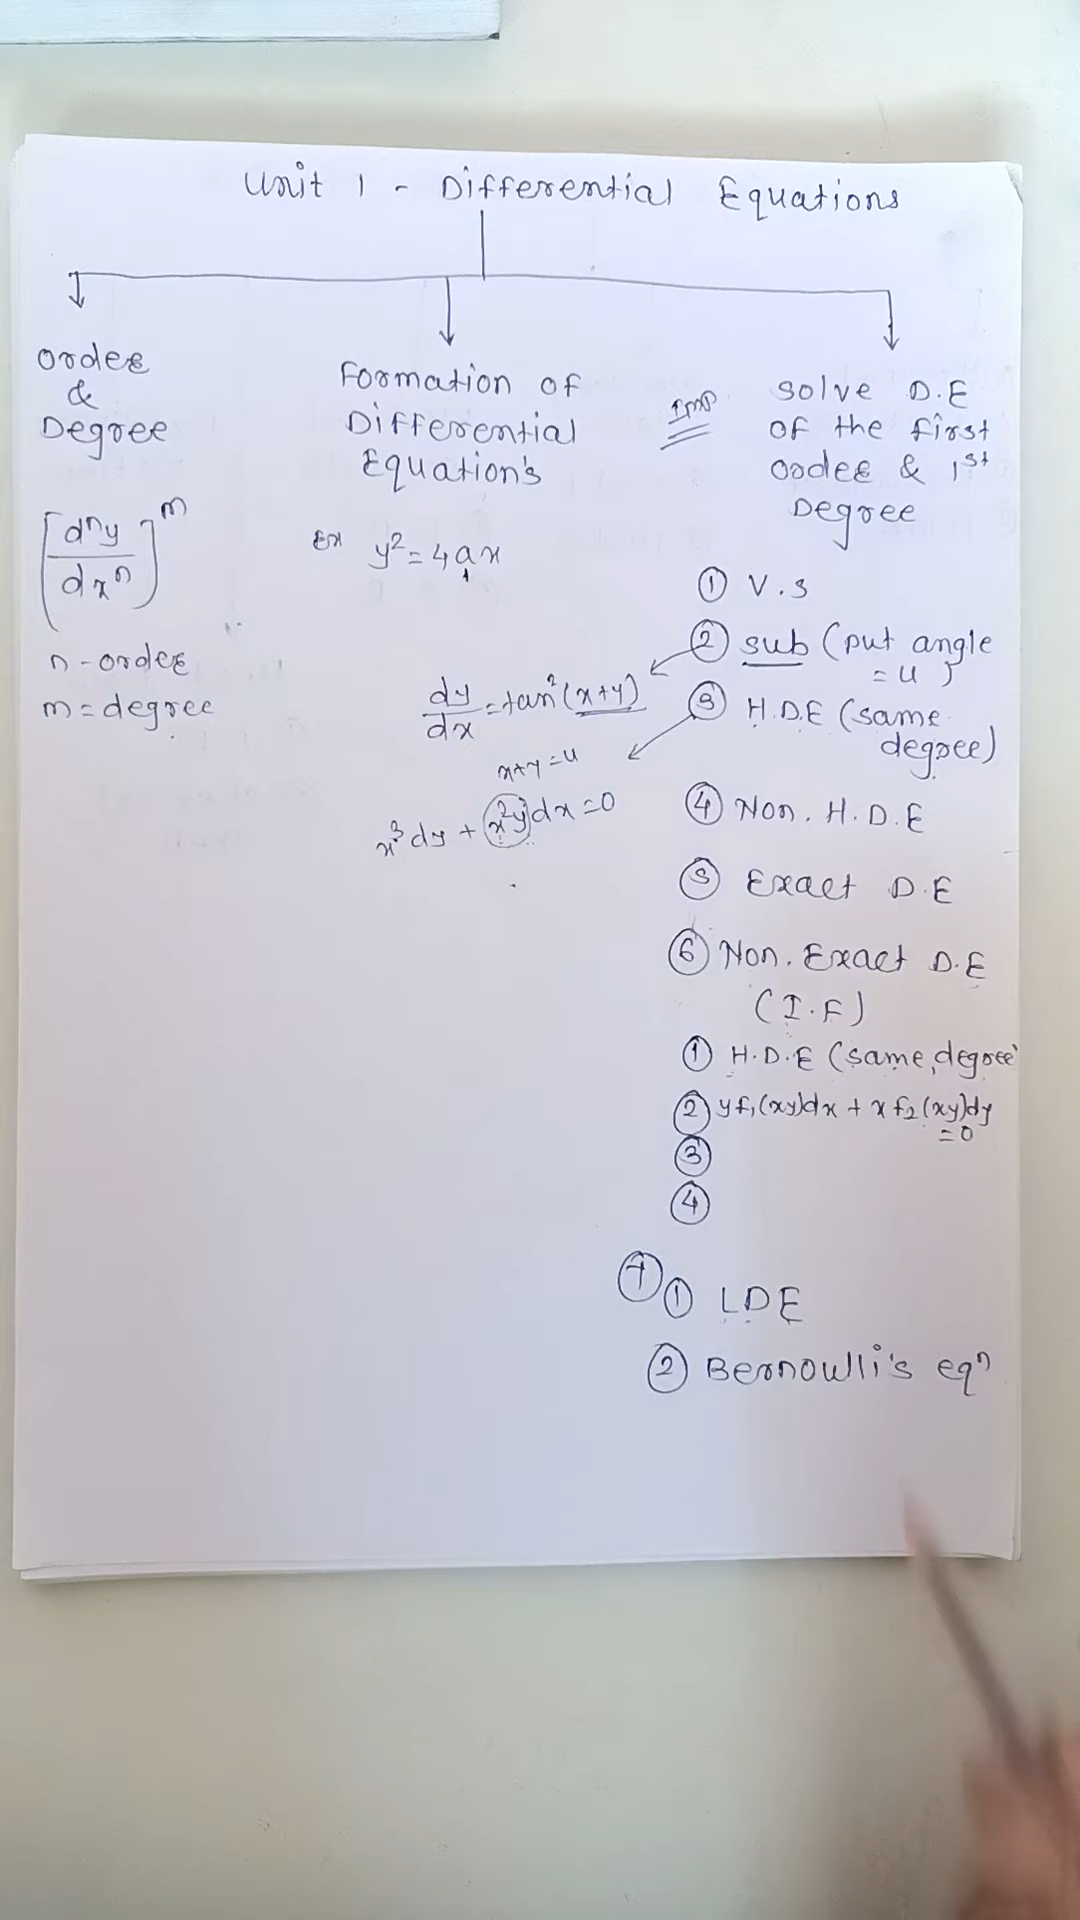 Unit 1 - Differential Equations
Order
&
Degree
[dⁿy/dxⁿ]ᵐ
n - order
m = degree
Formation of
Differential
Equation's
Ex y² = 4ax
1
dy/dx = tan²(x+y)
x+y = u
x³dy + x²y dx = 0
IMP
Solve D.E
of the first
order & 1st
Degree
① V.S
② sub (put angle
= u)
③ H.D.E (same
degree)
④ Non. H.D.E
⑤ Exact D.E
⑥ Non. Exact D.E
(I.F)
① H.D.E (same degree
② yf₁(xy)dx + xf₂(xy)dy
= 0
③
④
⑦ ① LDE
② Bernoulli's eqⁿ